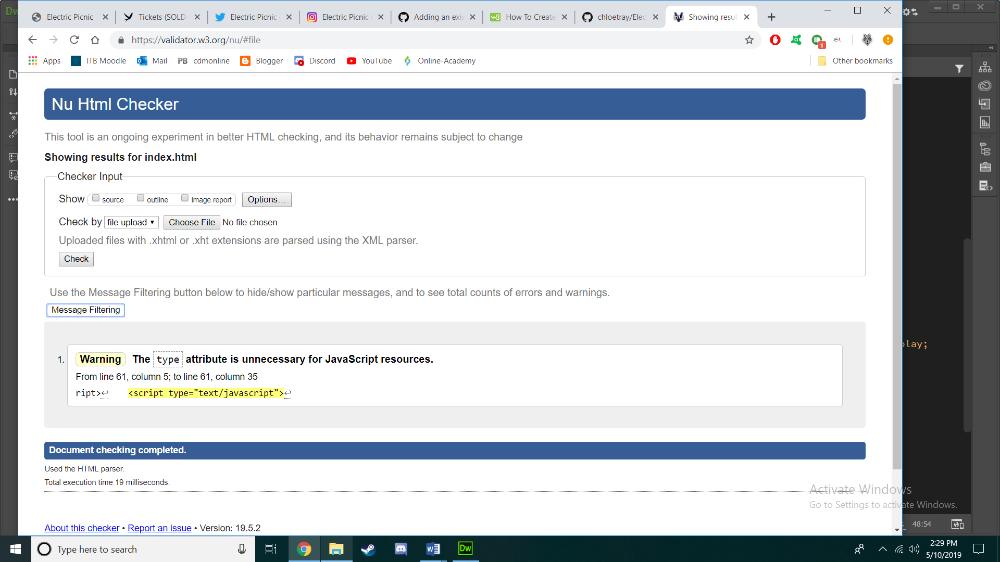 Dw
Electric Picnic
Tickets (SOLD
Electric Picnic (
Electric Picnic (
Adding an exis
How To Create
chloetray/Elec
Showing resul
https://validator.w3.org/nu/#file
1
Apps
ITB Moodle
Mail
PB cdmonline
Blogger
Discord
YouTube
Online-Academy
Other bookmarks
Nu Html Checker
This tool is an ongoing experiment in better HTML checking, and its behavior remains subject to change
Showing results for index.html
Checker Input
Show source outline image report Options...
Check by file upload Choose File No file chosen
Uploaded files with .xhtml or .xht extensions are parsed using the XML parser.
Check
Use the Message Filtering button below to hide/show particular messages, and to see total counts of errors and warnings.
Message Filtering
1. Warning The type attribute is unnecessary for JavaScript resources.
From line 61, column 5; to line 61, column 35
ript>↩ <script type="text/javascript">↩
play;
Document checking completed.
Used the HTML parser.
Total execution time 19 milliseconds.
Activate Windows
Go to Settings to activate Windows.
About this checker • Report an issue • Version: 19.5.2
48:54
Type here to search
Dw
2:29 PM
5/10/2019